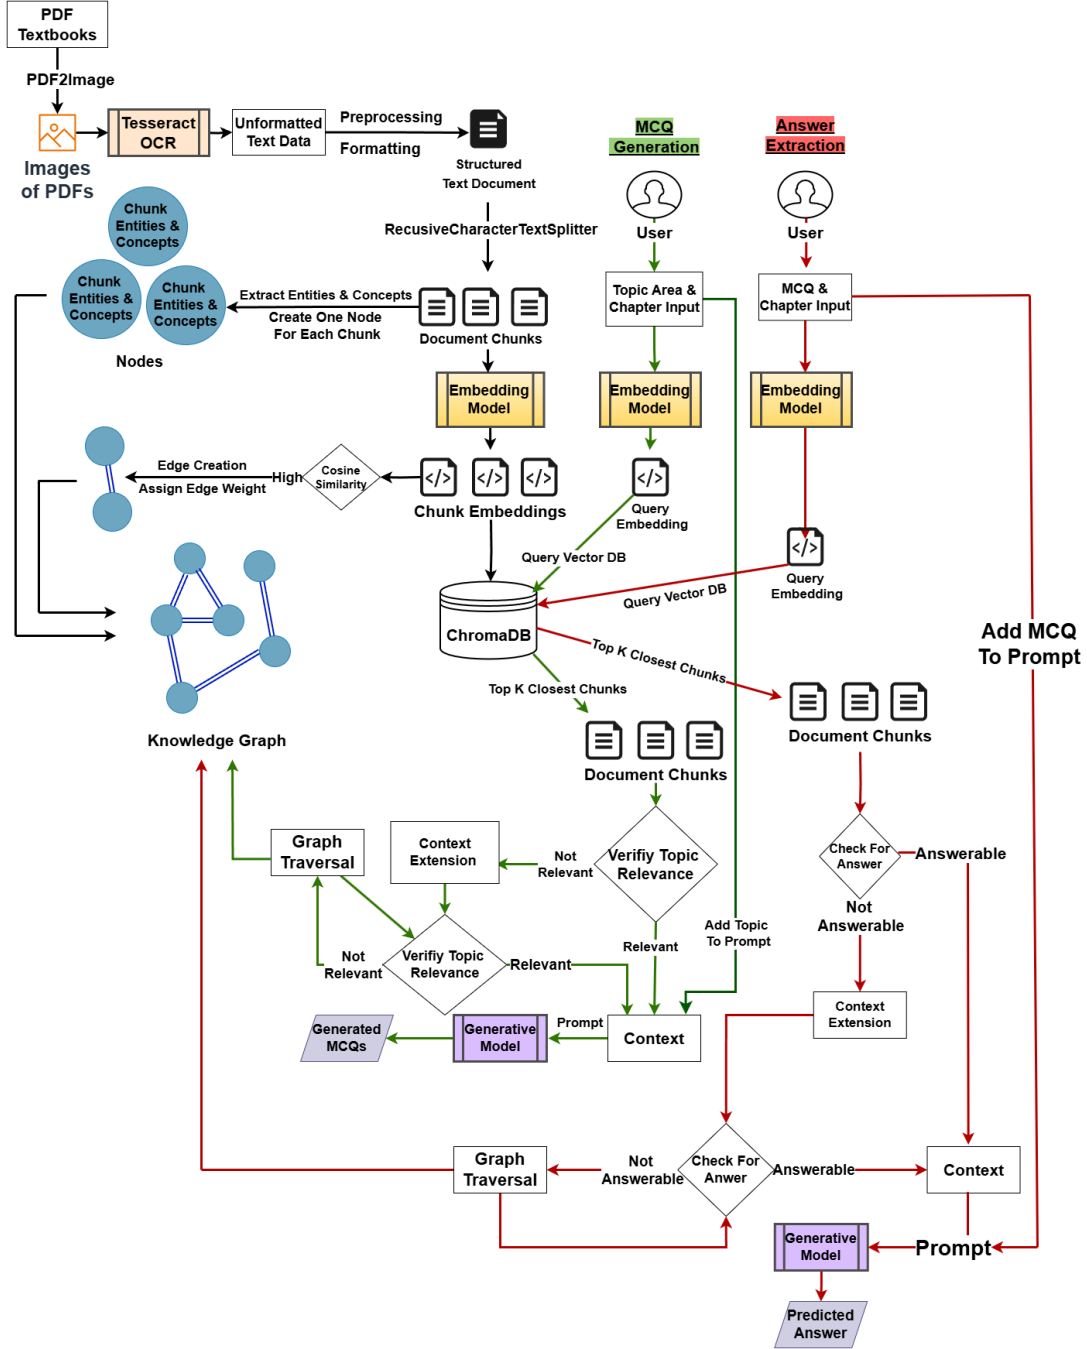 PDF
Textbooks
PDF2Image
Images
of PDFs
Tesseract
OCR
Unformatted
Text Data
Preprocessing
Formatting
Structured
Text Document
RecusiveCharacterTextSplitter
MCQ
Generation
User
Answer
Extraction
User
Chunk
Entities &
Concepts
Chunk
Entities &
Concepts
Chunk
Entities &
Concepts
Nodes
Extract Entities & Concepts
Create One Node
For Each Chunk
Document Chunks
Topic Area &
Chapter Input
MCQ &
Chapter Input
Embedding
Model
Embedding
Model
Embedding
Model
Edge Creation
Assign Edge Weight
High
Cosine
Similarity
Chunk Embeddings
Query
Embedding
Query
Embedding
Query Vector DB
Query Vector DB
ChromaDB
Top K Closest Chunks
Top K Closest Chunks
Add MCQ
To Prompt
Knowledge Graph
Document Chunks
Document Chunks
Graph
Traversal
Context
Extension
Not
Relevant
Verifiy Topic
Relevance
Check For
Answer
Answerable
Not
Answerable
Not
Relevant
Verifiy Topic
Relevance
Relevant
Relevant
Add Topic
To Prompt
Context
Extension
Generated
MCQs
Generative
Model
Prompt
Context
Graph
Traversal
Not
Answerable
Check For
Anwer
Answerable
Context
Generative
Model
Prompt
Predicted
Answer